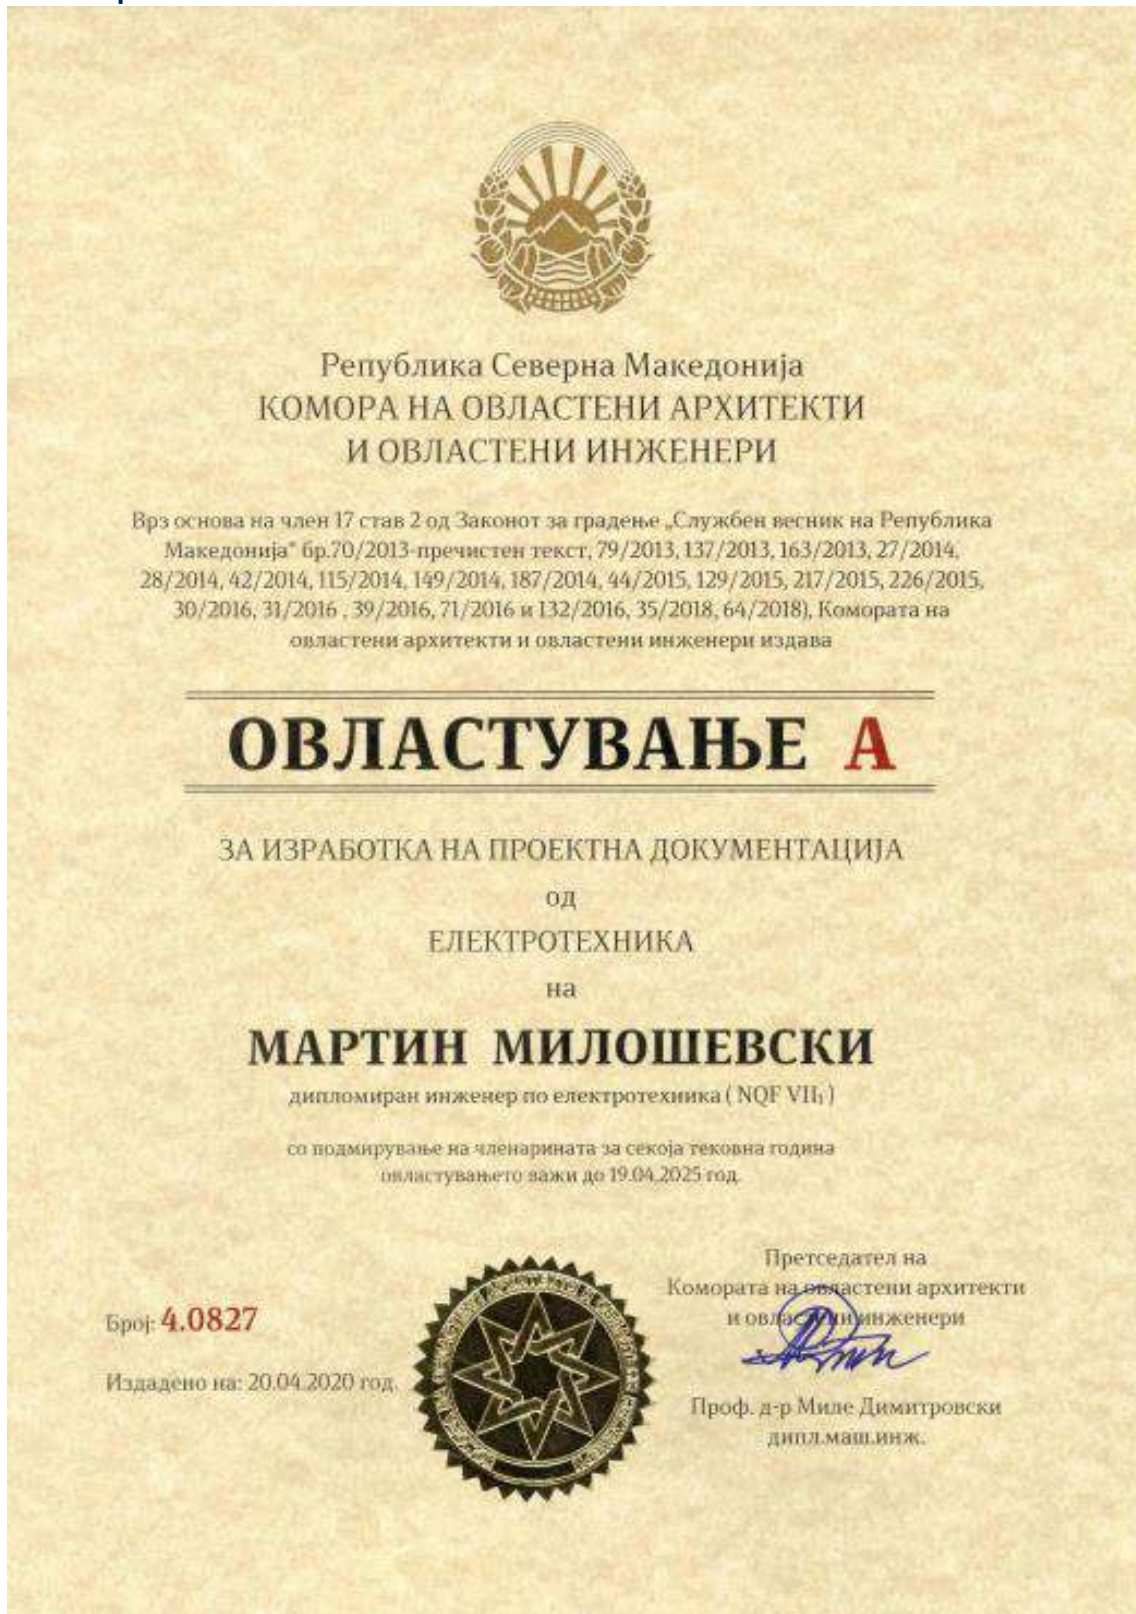 Република Северна Македонија
КОМОРА НА ОВЛАСТЕНИ АРХИТЕКТИ
И ОВЛАСТЕНИ ИНЖЕНЕРИ
Врз основа на член 17 став 2 од Законот за градење „Службен весник на Република
Македонија“ бр.70/2013-пречистен текст, 79/2013, 137/2013, 163/2013, 27/2014,
28/2014, 42/2014, 115/2014, 149/2014, 187/2014, 44/2015, 129/2015, 217/2015, 226/2015,
30/2016, 31/2016 , 39/2016, 71/2016 и 132/2016, 35/2018, 64/2018), Комората на
овластени архитекти и овластени инженери издава
ОВЛАСТУВАЊЕ А
ЗА ИЗРАБОТКА НА ПРОЕКТНА ДОКУМЕНТАЦИЈА
од
ЕЛЕКТРОТЕХНИКА
на
МАРТИН МИЛОШЕВСКИ
дипломиран инженер по електротехника ( NQF VII₁ )
со подмирување на членарината за секоја тековна година
овластувањето важи до 19.04.2025 год.
Број: 4.0827
Издадено на: 20.04.2020 год.
Претседател на
Комората на овластени архитекти
и овластени инженери
Проф. д-р Миле Димитровски
дипл.маш.инж.